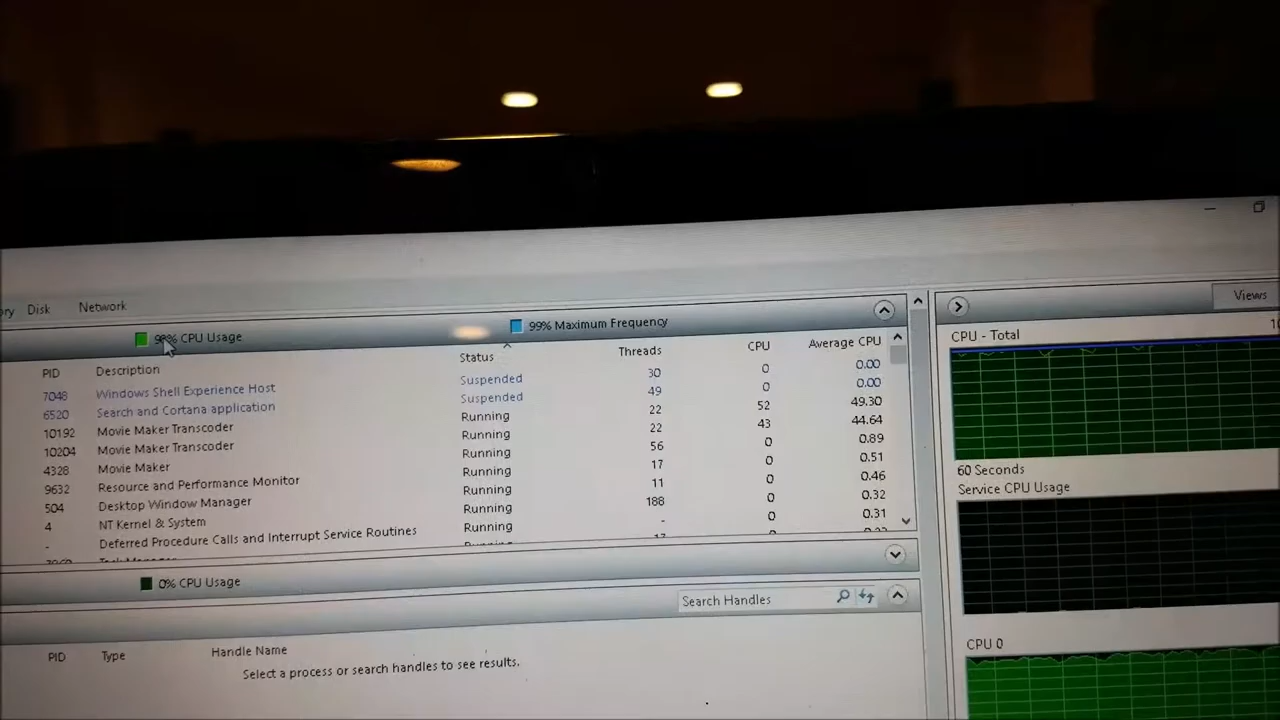 Disk Network
CPU Usage 99% Maximum Frequency Views
PID Description Status Threads CPU Average CPU CPU - Total
7048 Windows Shell Experience Host Suspended 30 0 0.00
6520 Search and Cortana application Suspended 49 0 0.00
10192 Movie Maker Transcoder Running 22 52 49.30
10204 Movie Maker Transcoder Running 22 43 44.64
4328 Movie Maker Running 56 0 0.89
9632 Resource and Performance Monitor Running 17 0 0.51
504 Desktop Window Manager Running 11 0 0.46
4 NT Kernel & System Running 188 0 0.32
- Deferred Procedure Calls and Interrupt Service Routines Running - 0 0.31
60 Seconds
Service CPU Usage
0% CPU Usage
Search Handles
PID Type Handle Name
Select a process or search handles to see results.
CPU 0